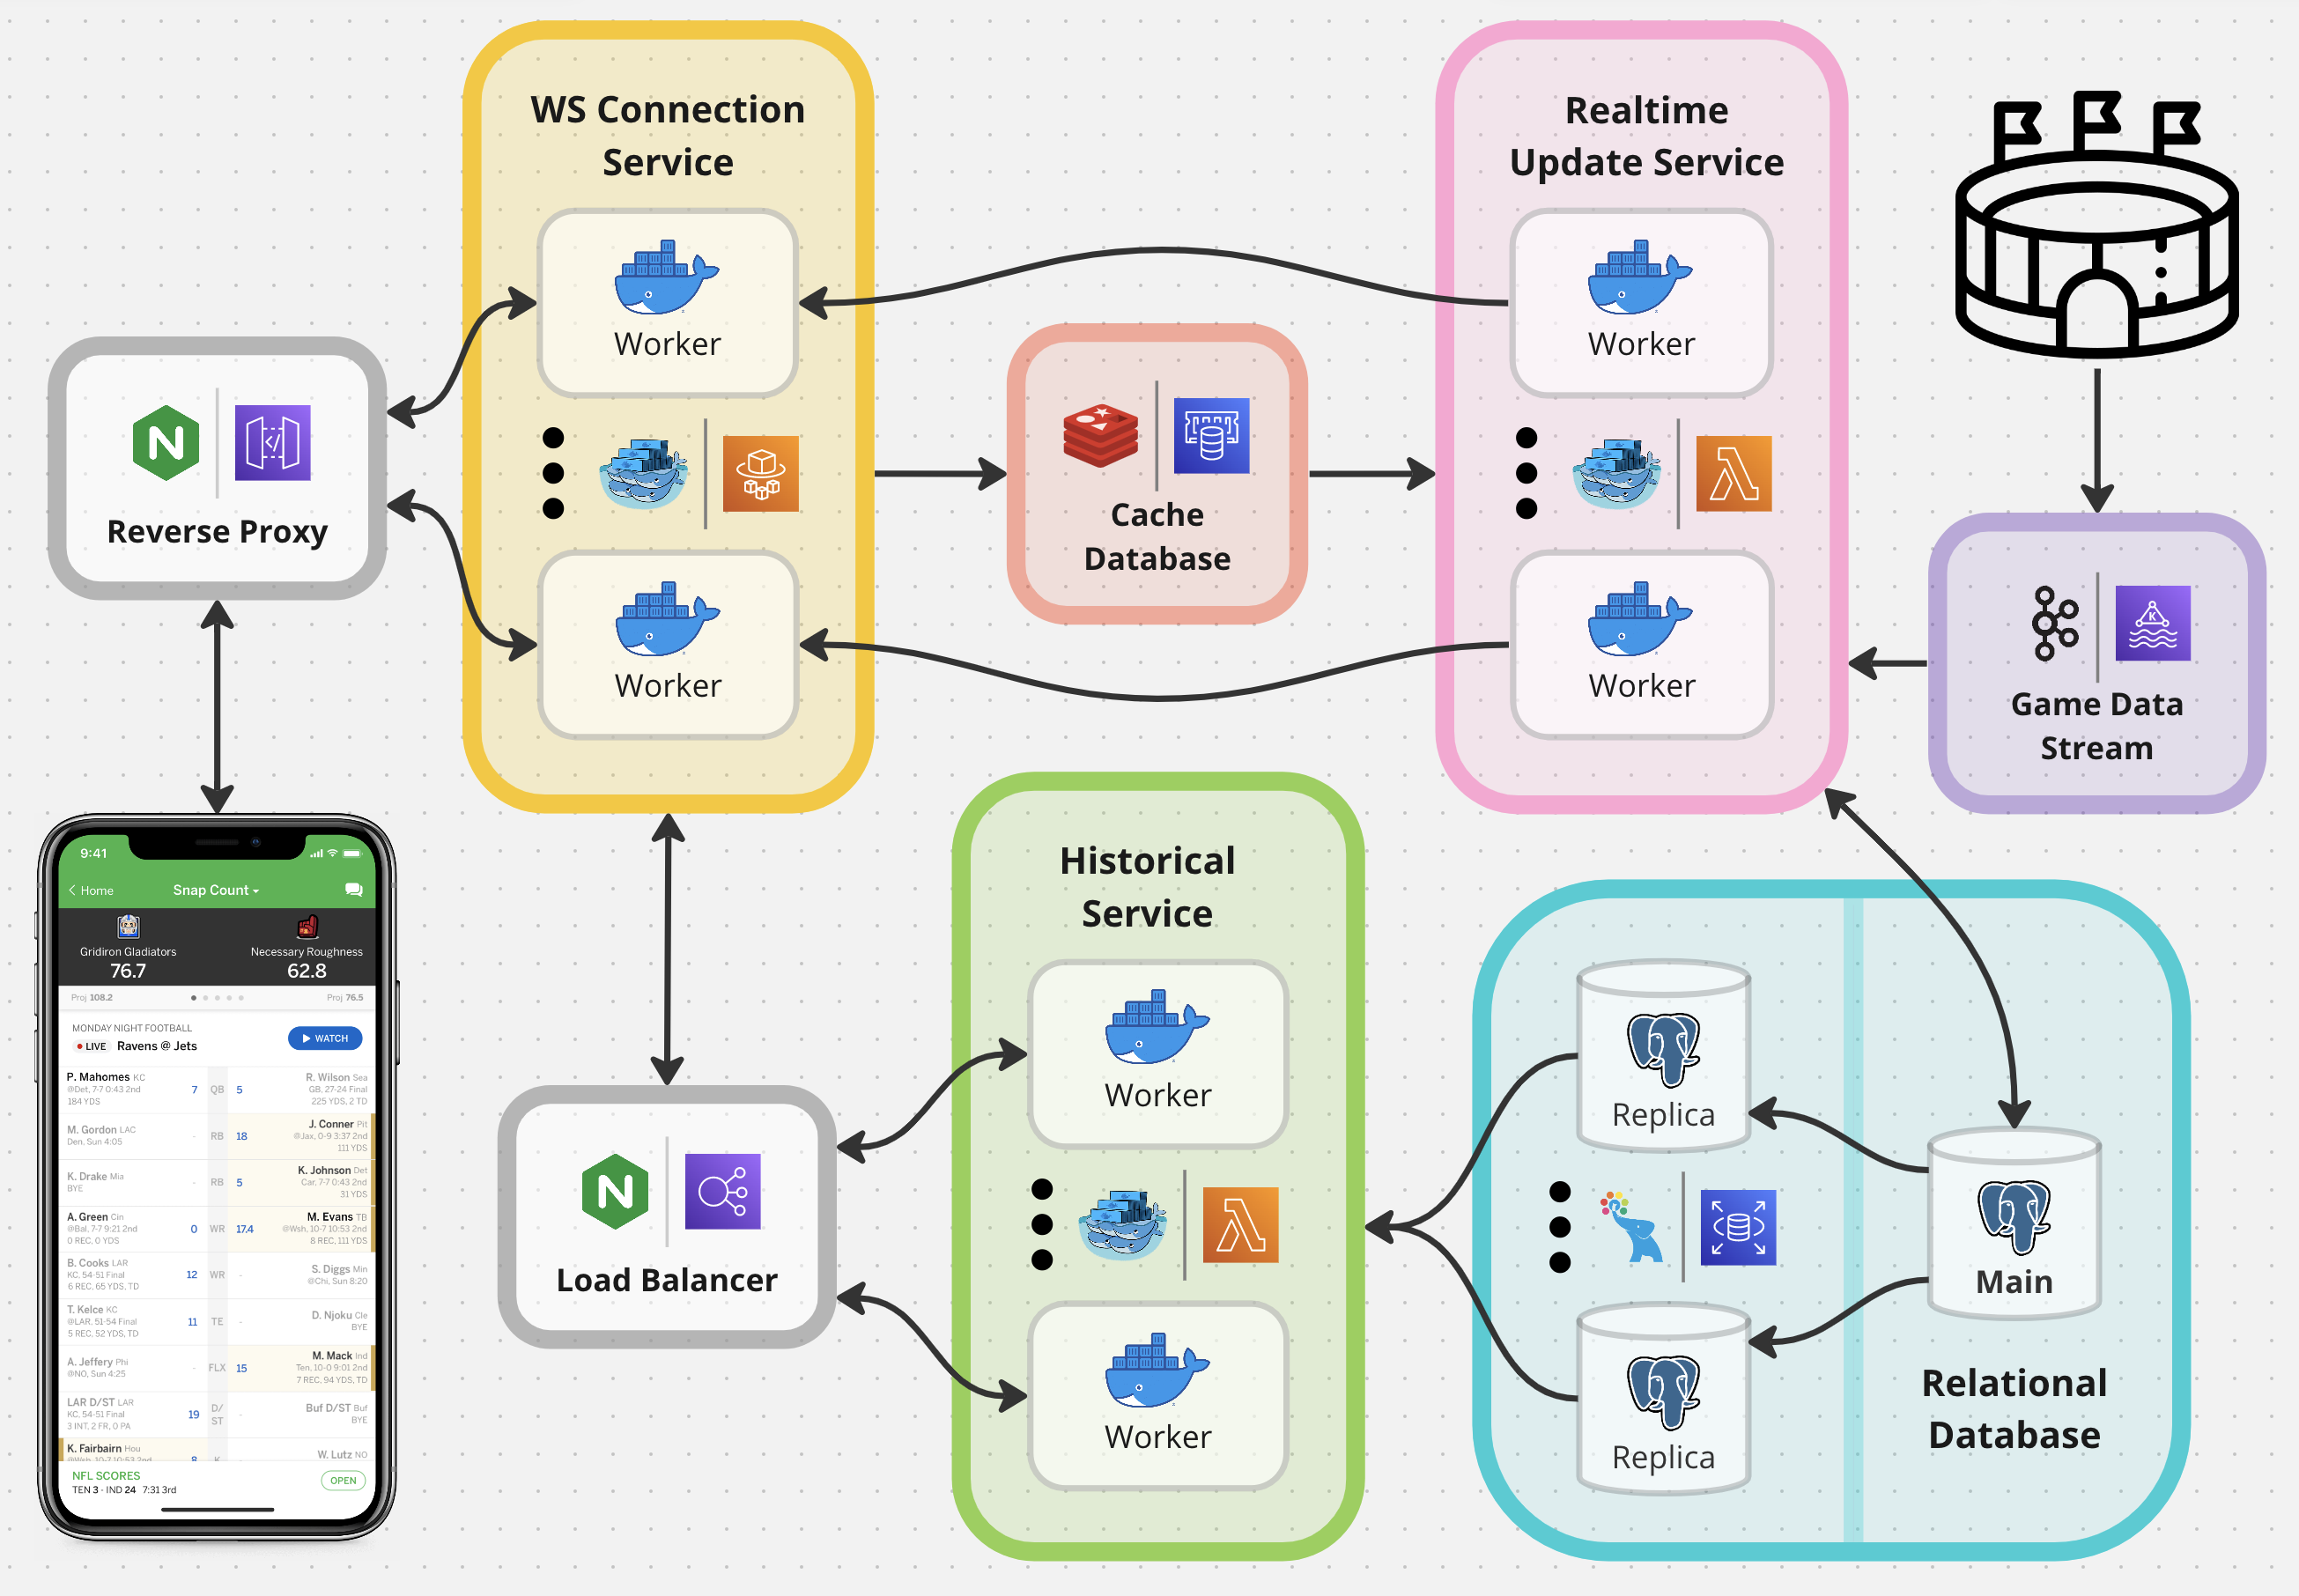 WS Connection
Service
Worker
Worker
Realtime
Update Service
Worker
Worker
Reverse Proxy
Cache
Database
Game Data
Stream
Historical
Service
Worker
Worker
Load Balancer
Replica
Replica
Main
Relational
Database
9:41
Home
Snap Count
Gridiron Gladiators
76.7
Necessary Roughness
62.8
Proj 108.2
Proj 76.5
MONDAY NIGHT FOOTBALL
LIVE Ravens @ Jets
WATCH
P. Mahomes KC
@Det, 7-7 0:43 2nd
184 YDS
7 QB 5
R. Wilson Sea
GB, 27-24 Final
225 YDS, 2 TD
M. Gordon LAC
Den, Sun 4:05
- RB 18
J. Conner Pit
@Jax, 0-9 3:37 2nd
111 YDS
K. Drake Mia
BYE
- RB 5
K. Johnson Det
Car, 7-7 0:43 2nd
31 YDS
A. Green Cin
@Bal, 7-7 9:21 2nd
0 REC, 0 YDS
0 WR 17.4
M. Evans TB
@Wsh, 10-7 10:53 2nd
8 REC, 111 YDS
B. Cooks LAR
KC, 54-51 Final
6 REC, 65 YDS, TD
12 WR -
S. Diggs Min
@Chi, Sun 8:20
T. Kelce KC
@LAR, 51-54 Final
5 REC, 52 YDS, TD
11 TE -
D. Njoku Cle
BYE
A. Jeffery Phi
@NO, Sun 4:25
- FLX 15
M. Mack Ind
Ten, 10-0 9:01 2nd
7 REC, 94 YDS, TD
LAR D/ST LAR
KC, 54-51 Final
3 INT, 2 FR, 0 PA
19 D/
ST -
Buf D/ST Buf
BYE
K. Fairbairn Hou
@Wsh, 10-7 10:53 2nd
8 K
W. Lutz NO
NFL SCORES
TEN 3 · IND 24 7:31 3rd
OPEN